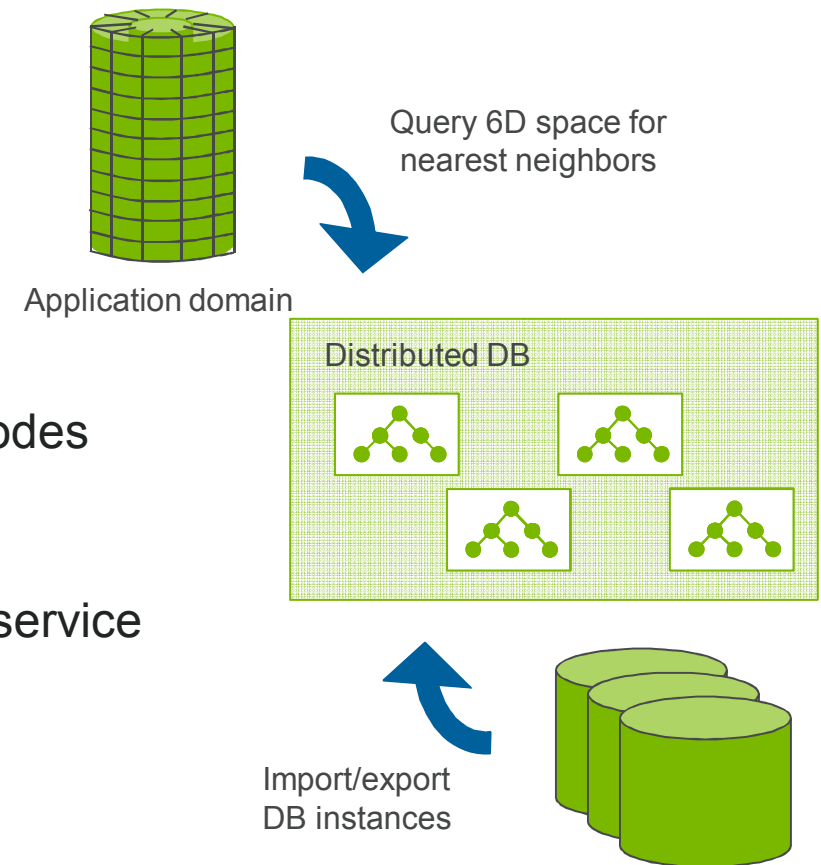 Query 6D space for
nearest neighbors
Application domain
Distributed DB
odes
service
Import/export
DB instances